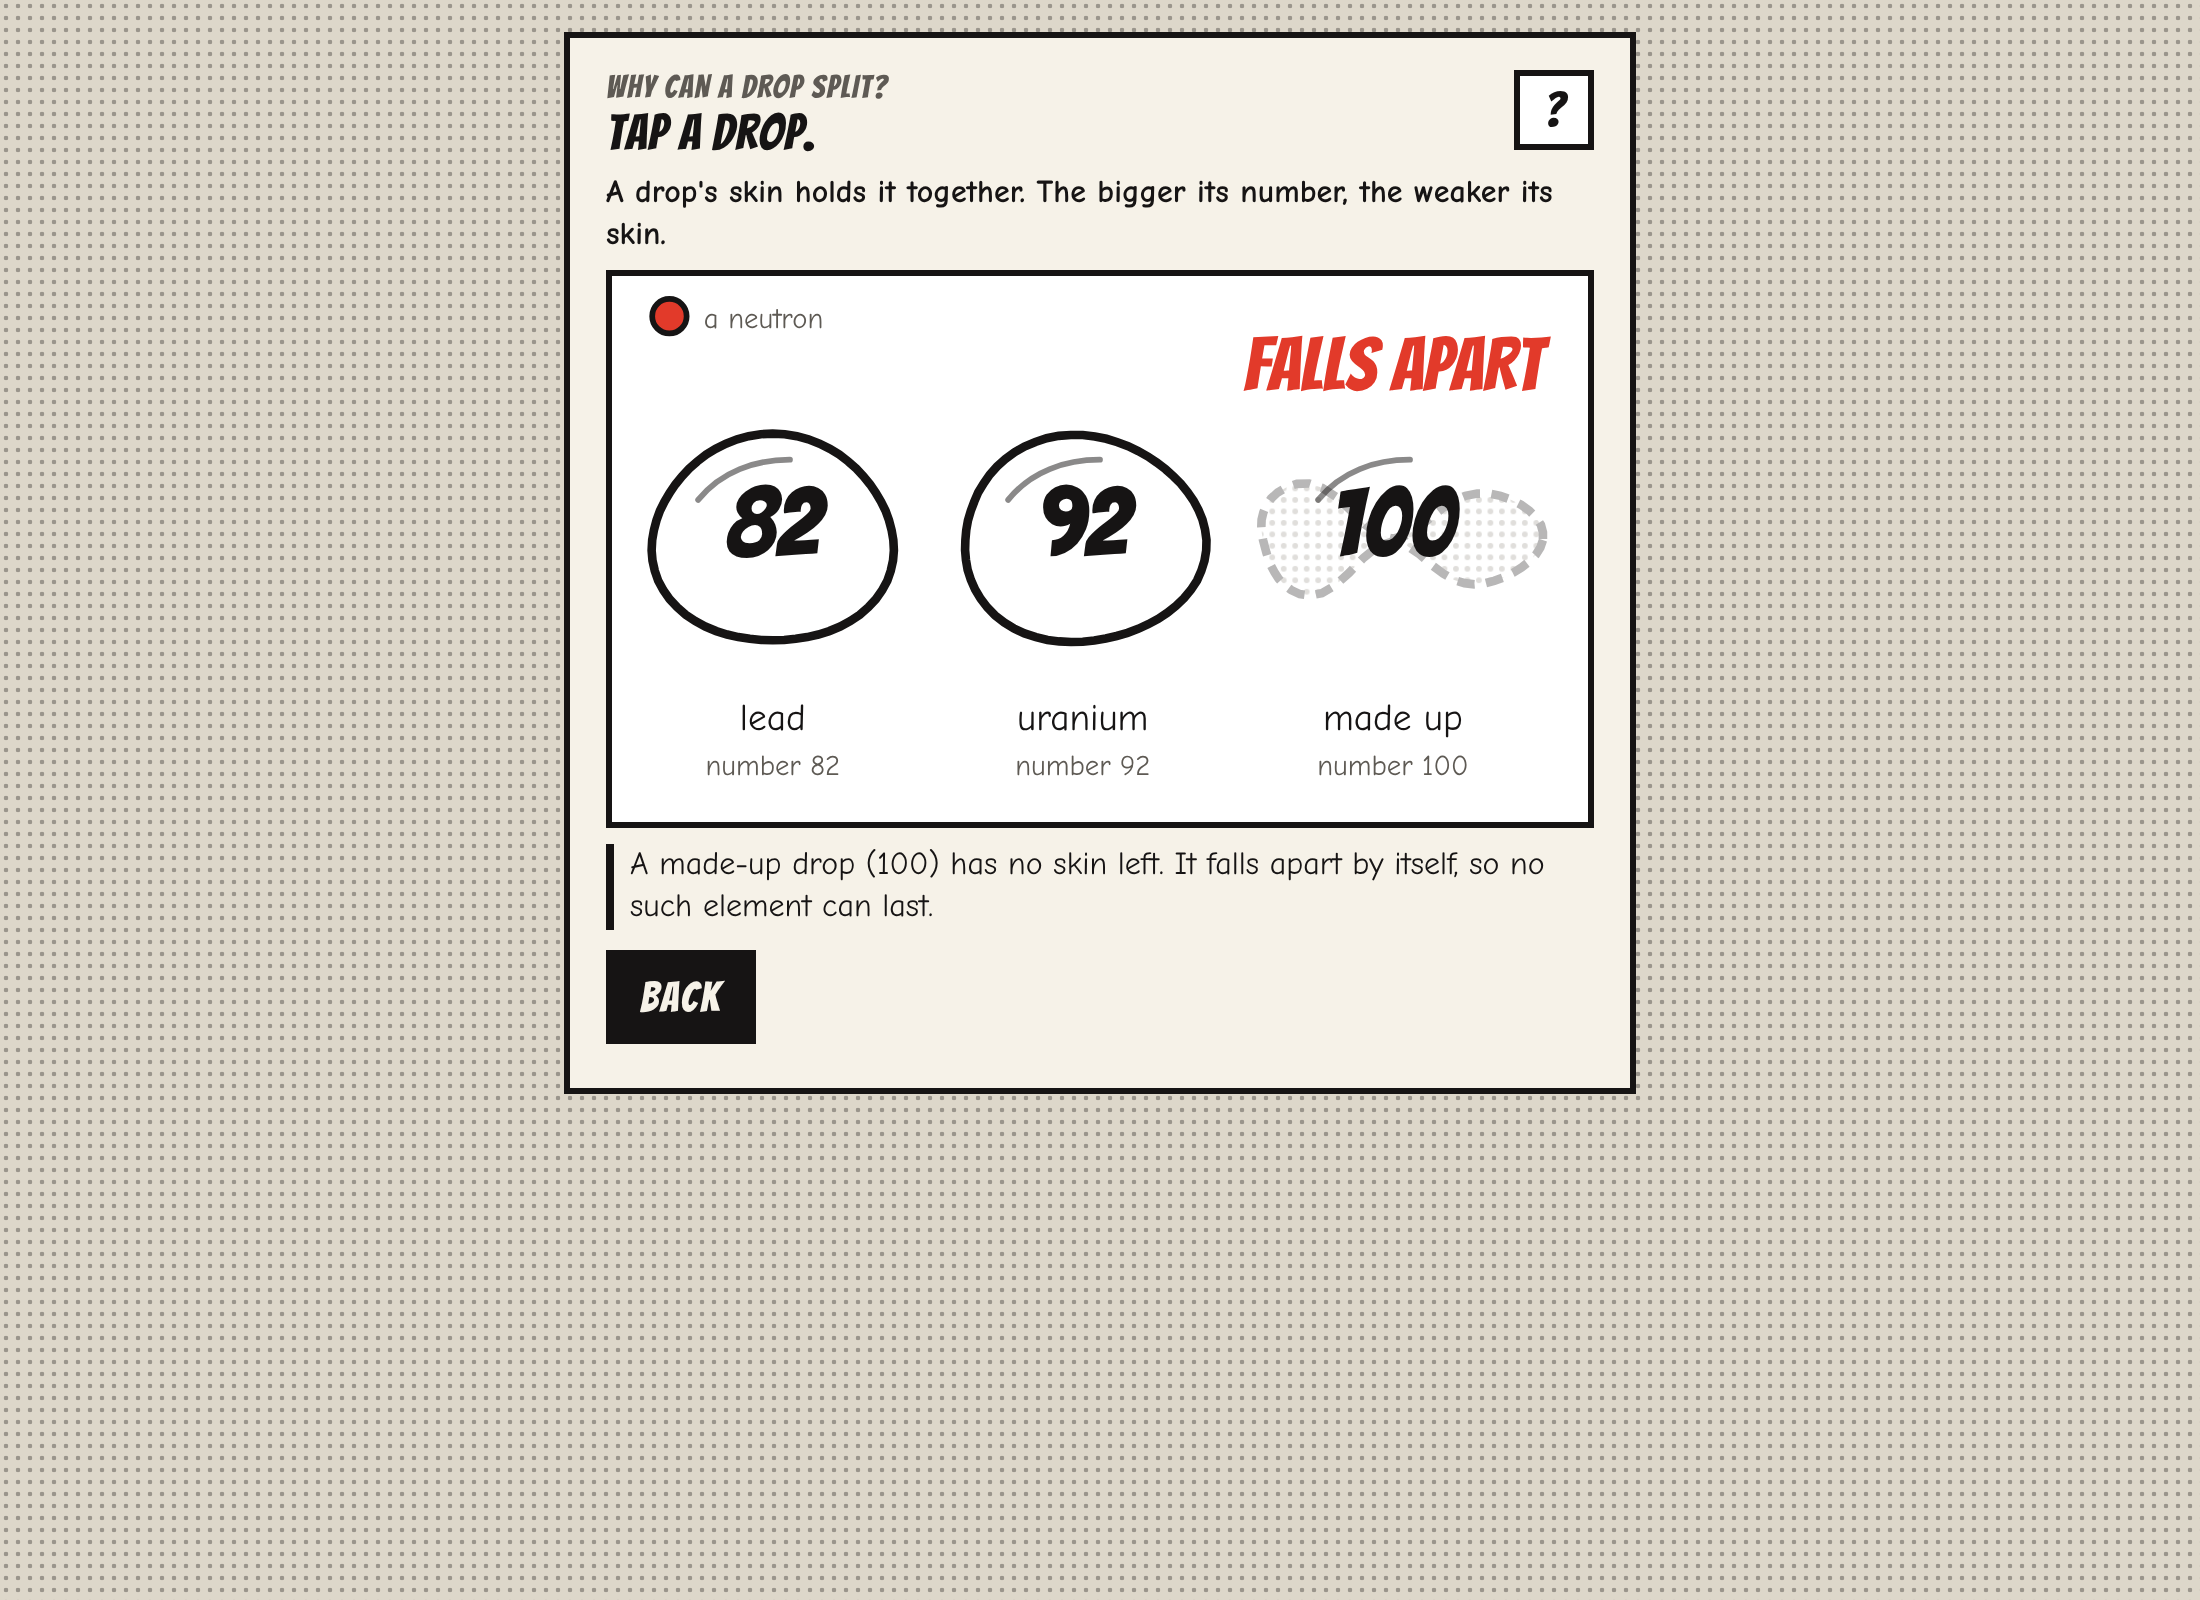 WHY CAN A DROP SPLIT?
TAP A DROP.
?
A drop's skin holds it together. The bigger its number, the weaker its
skin.
a neutron
FALLS APART
82
92
100
lead
uranium
made up
number 82
number 92
number 100
A made-up drop (100) has no skin left. It falls apart by itself, so no
such element can last.
BACK